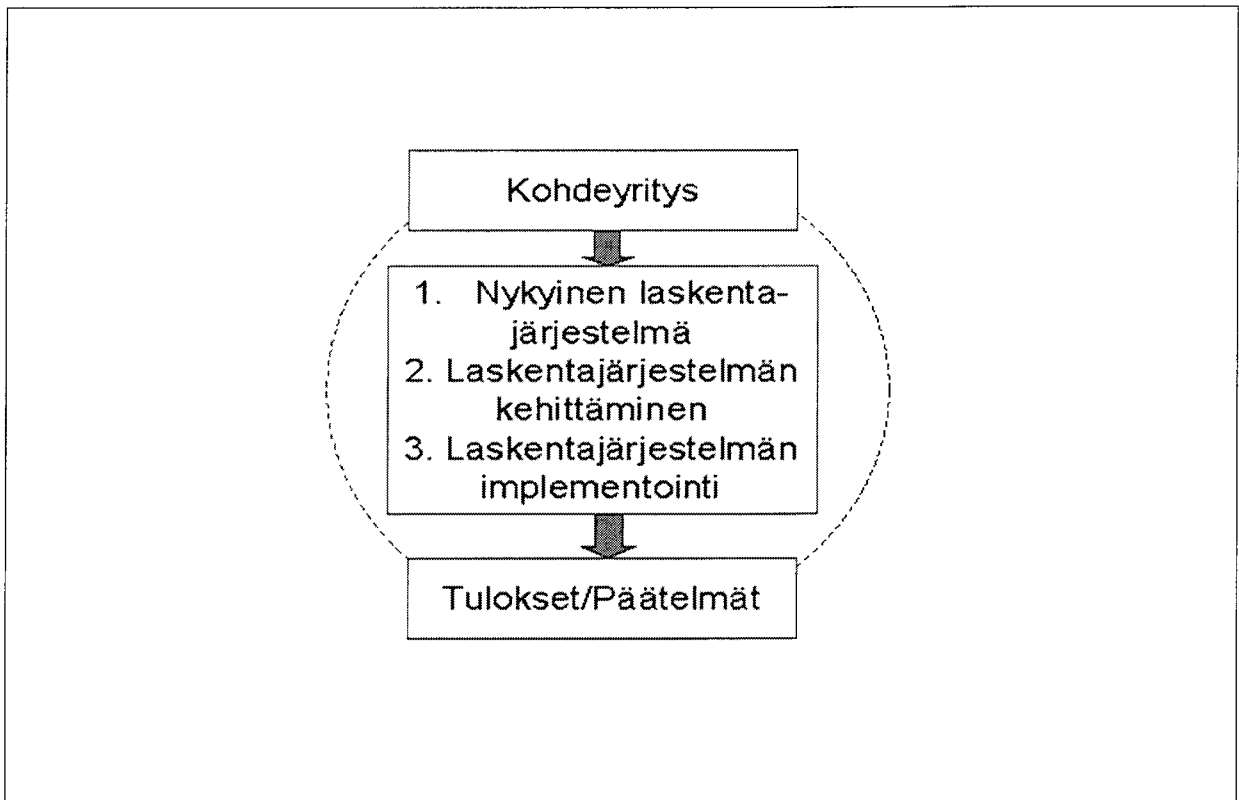 Kohdeyritys
1. Nykyinen laskenta-
järjestelmä
2. Laskentajärjestelmän
kehittäminen
3. Laskentajärjestelmän
implementointi
Tulokset/Päätelmät